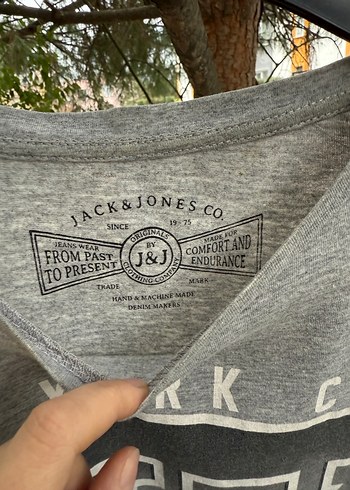 JACK&JONES CO.
SINCE 19-75
ORIGINALS
BY
J&J
CLOTHING COMPANY
JEANS WEAR
FROM PAST
TO PRESENT
MADE FOR
COMFORT AND
ENDURANCE
TRADE MARK
HAND & MACHINE MADE
DENIM MAKERS
RK C